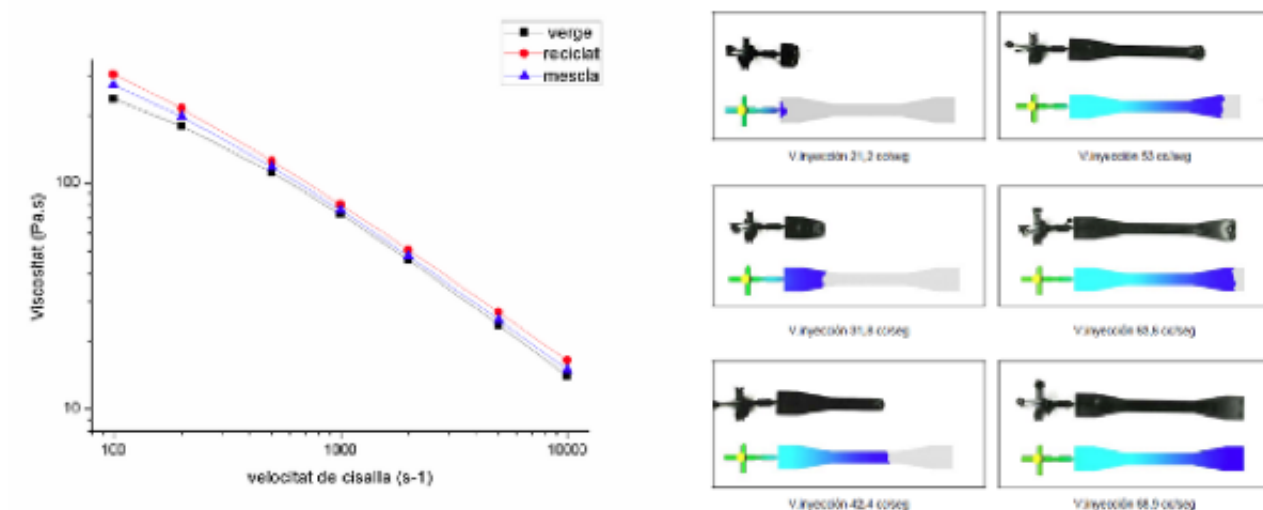 verge
reciclat
mescla
Viscositat (Pa.s)
100
10
100
1000
10000
velocitat de cisalla (s-1)
V.inyección 21,2 cc/seg
V.inyección 53 cc/seg
V.inyección 31,8 cc/seg
V.inyección 63,6 cc/seg
V.inyección 42,4 cc/seg
V.inyección 68,9 cc/seg